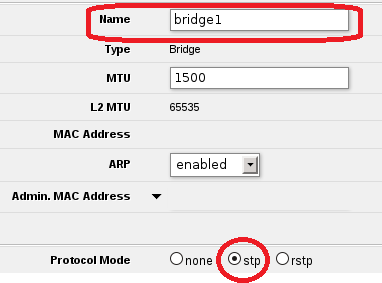 Name bridge1
Type Bridge
MTU 1500
L2 MTU 65535
MAC Address
ARP enabled
Admin. MAC Address
Protocol Mode none stp rstp